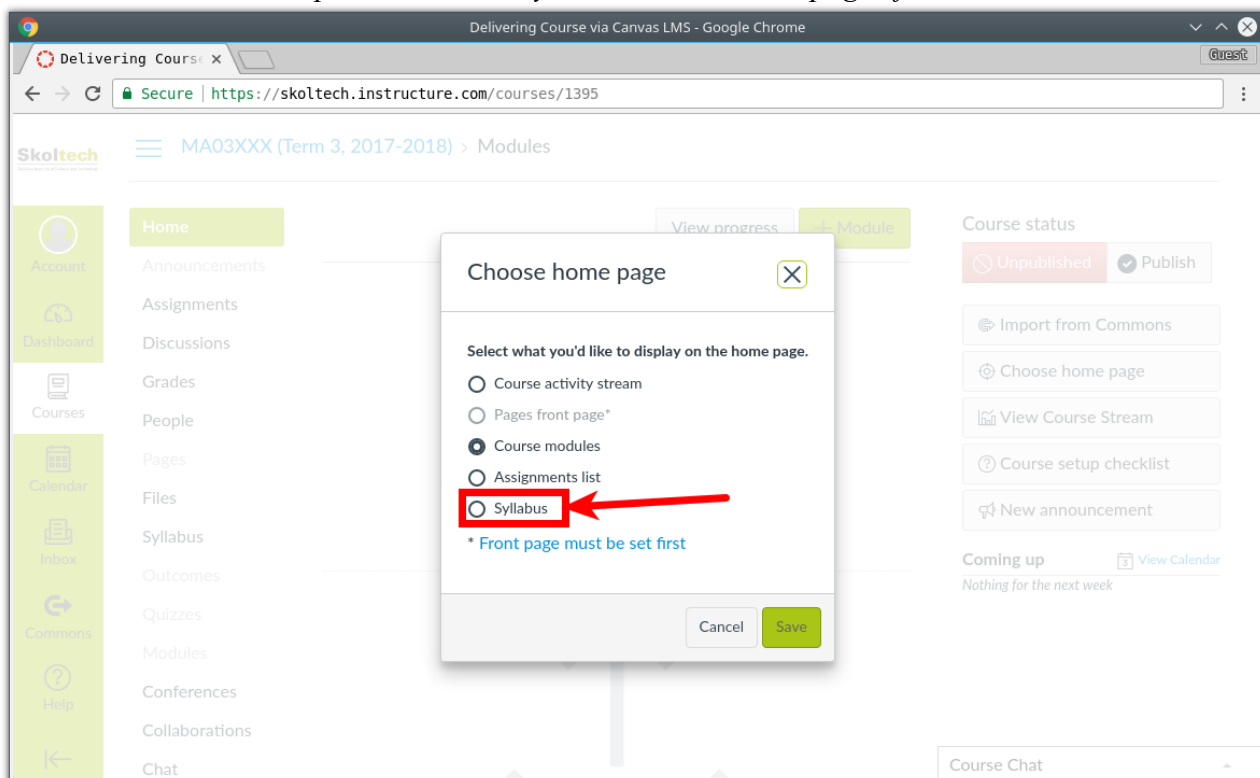 Delivering Course via Canvas LMS - Google Chrome
Delivering Cours
Guest
Secure | https://skoltech.instructure.com/courses/1395
Skoltech
MA03XXX (Term 3, 2017-2018) > Modules
Account
Dashboard
Courses
Calendar
Inbox
Commons
Help
Home
Announcements
Assignments
Discussions
Grades
People
Pages
Files
Syllabus
Outcomes
Quizzes
Modules
Conferences
Collaborations
Chat
View progress
+ Module
Choose home page
Select what you'd like to display on the home page.
Course activity stream
Pages front page*
Course modules
Assignments list
Syllabus
* Front page must be set first
Cancel
Save
Course status
Unpublished
Publish
Import from Commons
Choose home page
View Course Stream
Course setup checklist
New announcement
Coming up
3 View Calendar
Nothing for the next week
Course Chat